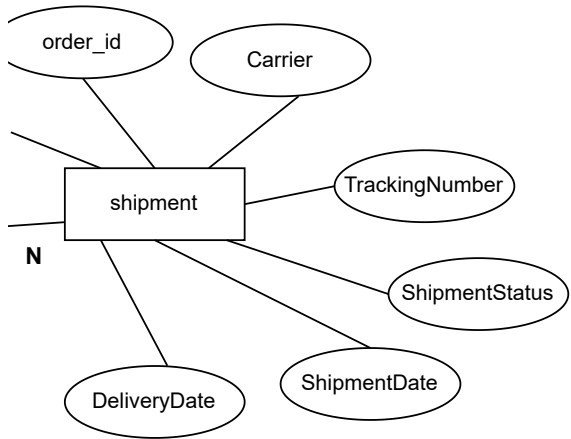 order_id
Carrier
TrackingNumber
shipment
N
ShipmentStatus
ShipmentDate
DeliveryDate